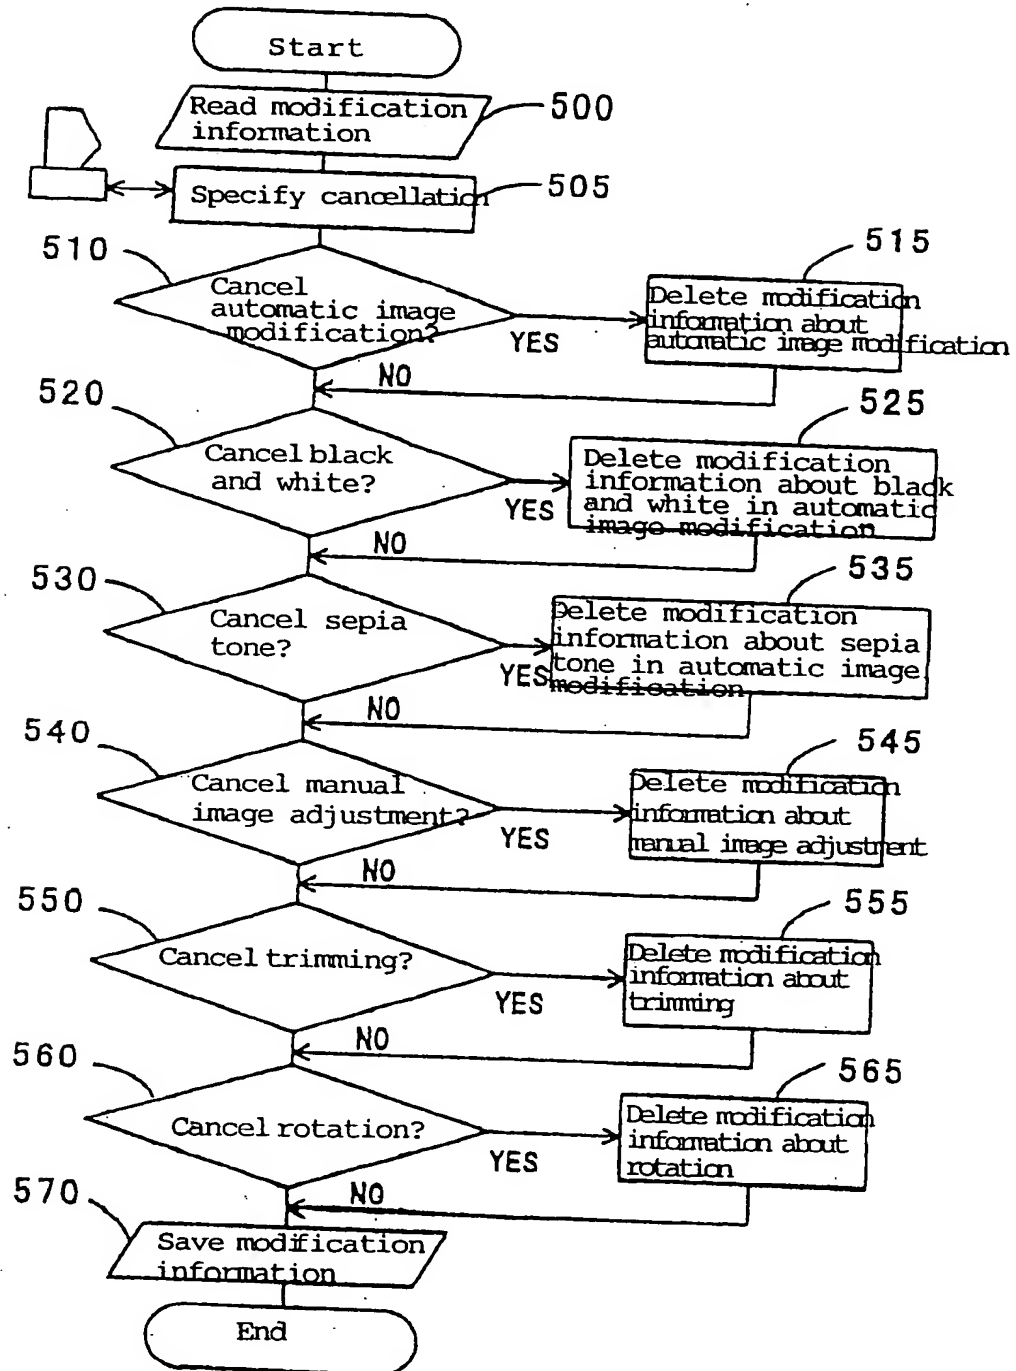 Start
Read modification
information
500
Specify cancellation
505
510
Cancel
automatic image
modification?
YES
515
Delete modification
information about
automatic image modification
NO
520
Cancel black
and white?
YES
525
Delete modification
information about black
and white in automatic
image modification
NO
530
Cancel sepia
tone?
YES
535
Delete modification
information about sepia
tone in automatic image
modification
NO
540
Cancel manual
image adjustment?
YES
545
Delete modification
information about
manual image adjustment
NO
550
Cancel trimming?
YES
555
Delete modification
information about
trimming
NO
560
Cancel rotation?
YES
565
Delete modification
information about
rotation
NO
570
Save modification
information
End